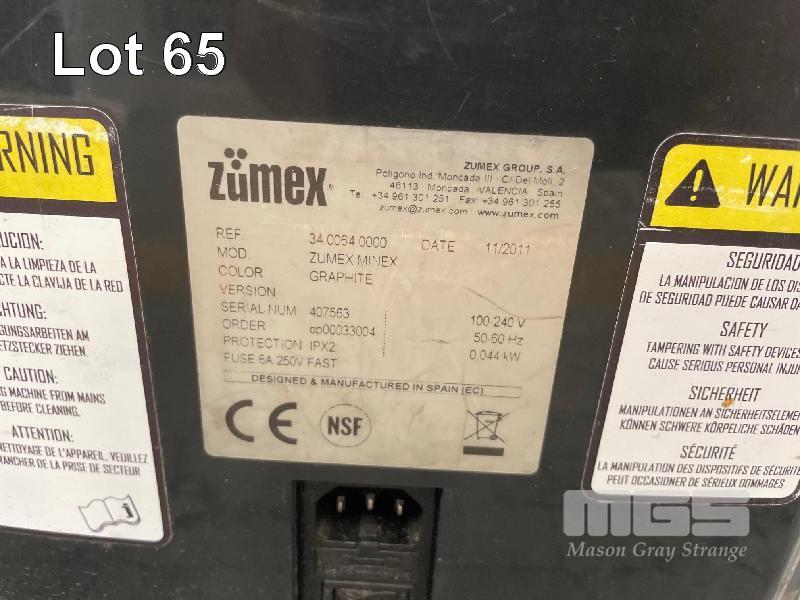 Lot 65
RNING
UCION:
A LA LIMPIEZA DE LA
CTE LA CLAVIJA DE LA RED
CHTUNG:
GUNGSARBEITEN AM
ETZSTECKER ZIEHEN.
CAUTION:
G MACHINE FROM MAINS
BEFORE CLEANING.
ATTENTION:
NETTOYAGE DE L'APPAREIL, VEUILLEZ
RANCHER DE LA PRISE DE SECTEUR
zümex
ZUMEX GROUP, S.A.
Polígono Ind. Moncada III · C/ Del Molí, 2
46113 · Moncada, VALENCIA · Spain
Tel: +34 961 301 251 Fax: +34 961 301 255
zumex@zumex.com · www.zumex.com
REF. 34.0064.0000 DATE 11/2011
MOD. ZUMEX MINEX
COLOR GRAPHITE
VERSION
SERIAL NUM 407563 100-240 V
ORDER op00033004 50-60 Hz
PROTECTION IPX2 0,044 kW
FUSE 6A 250V FAST
DESIGNED & MANUFACTURED IN SPAIN (EC)
CE NSF
WAR
SEGURIDAD
LA MANIPULACION DE LOS DIS
DE SEGURIDAD PUEDE CAUSAR DA
SAFETY
TAMPERING WITH SAFETY DEVICES
CAUSE SERIOUS PERSONAL INJU
SICHERHEIT
MANIPULATIONEN AN SICHERHEITSELEMEN
KÖNNEN SCHWERE KÖRPELICHE SCHÄDEN
SÉCURITÉ
LA MANIPULATION DES DISPOSITIFS DE SÉCURITÉ
PEUT OCCASIONER DE SÉRIEUX DOMMAGES
MGS
Mason Gray Strange